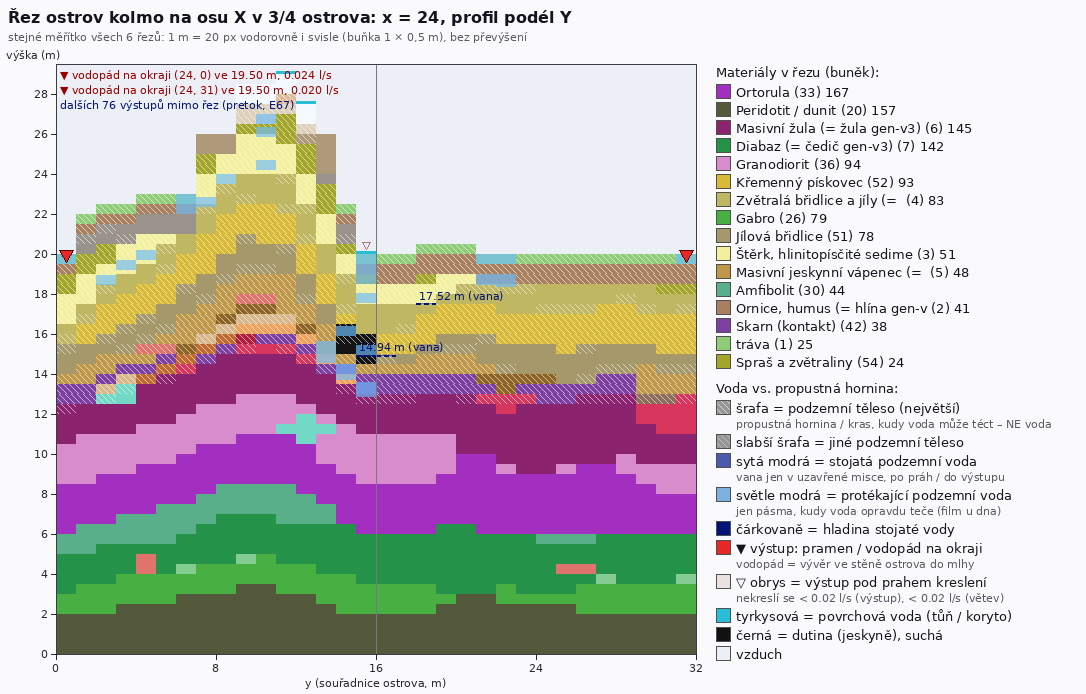 Řez ostrov kolmo na osu X v 3/4 ostrova: x = 24, profil podél Y
stejné měřítko všech 6 řezů: 1 m = 20 px vodorovně i svisle (buňka 1 × 0,5 m), bez převýšení
výška (m)
▼ vodopád na okraji (24, 0) ve 19.50 m, 0.024 l/s
▼ vodopád na okraji (24, 31) ve 19.50 m, 0.020 l/s
dalších 76 výstupů mimo řez (pretok, E67)
28
26
24
22
20
18
16
14
12
10
8
6
4
2
0
17.52 m (vana)
14.94 m (vana)
0
8
16
24
32
y (souřadnice ostrova, m)
Materiály v řezu (buněk):
Ortorula (33) 167
Peridotit / dunit (20) 157
Masivní žula (= žula gen-v3) (6) 145
Diabaz (= čedič gen-v3) (7) 142
Granodiorit (36) 94
Křemenný pískovec (52) 93
Zvětralá břidlice a jíly (=  (4) 83
Gabro (26) 79
Jílová břidlice (51) 78
Štěrk, hlinitopísčité sedime (3) 51
Masivní jeskynní vápenec (=  (5) 48
Amfibolit (30) 44
Ornice, humus (= hlína gen-v (2) 41
Skarn (kontakt) (42) 38
tráva (1) 25
Spraš a zvětraliny (54) 24
Voda vs. propustná hornina:
šrafa = podzemní těleso (největší)
propustná hornina / kras, kudy voda může téct – NE voda
slabší šrafa = jiné podzemní těleso
sytá modrá = stojatá podzemní voda
vana jen v uzavřené misce, po práh / do výstupu
světle modrá = protékající podzemní voda
jen pásma, kudy voda opravdu teče (film u dna)
čárkovaně = hladina stojaté vody
▼ výstup: pramen / vodopád na okraji
vodopád = vývěr ve stěně ostrova do mlhy
▽ obrys = výstup pod prahem kreslení
nekreslí se < 0.02 l/s (výstup), < 0.02 l/s (větev)
tyrkysová = povrchová voda (tůň / koryto)
černá = dutina (jeskyně), suchá
vzduch